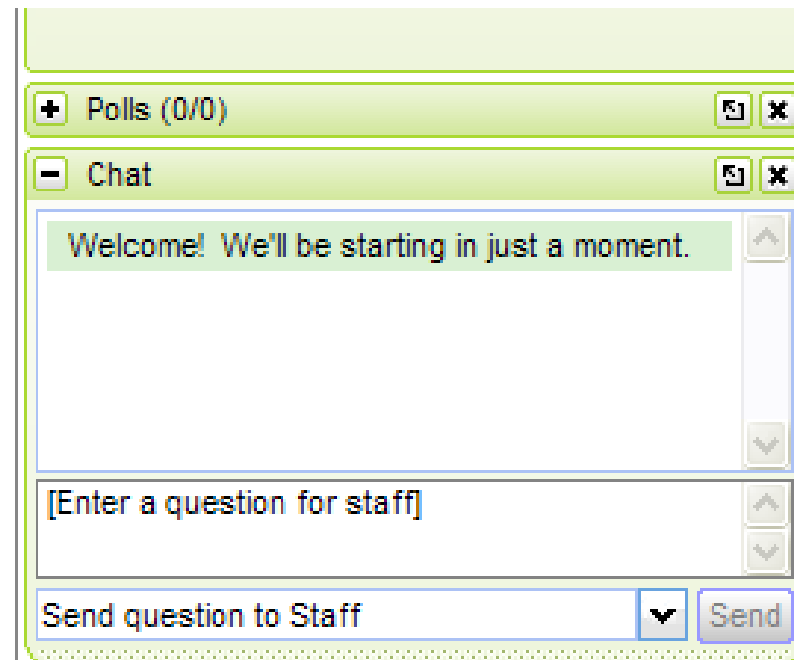 Polls (0/0)
Chat
Welcome!  We'll be starting in just a moment.
[Enter a question for staff]
Send question to Staff
Send